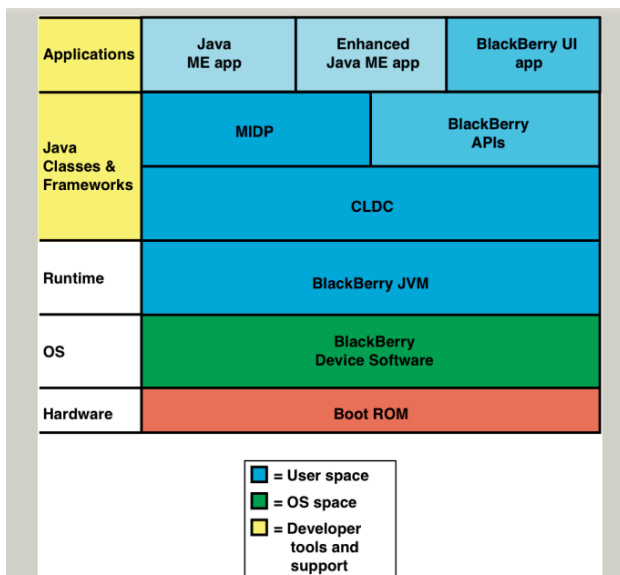 Applications
Java
ME app
Enhanced
Java ME app
BlackBerry UI
app
Java
Classes &
Frameworks
MIDP
BlackBerry
APIs
CLDC
Runtime
BlackBerry JVM
OS
BlackBerry
Device Software
Hardware
Boot ROM
= User space
= OS space
= Developer
tools and
support